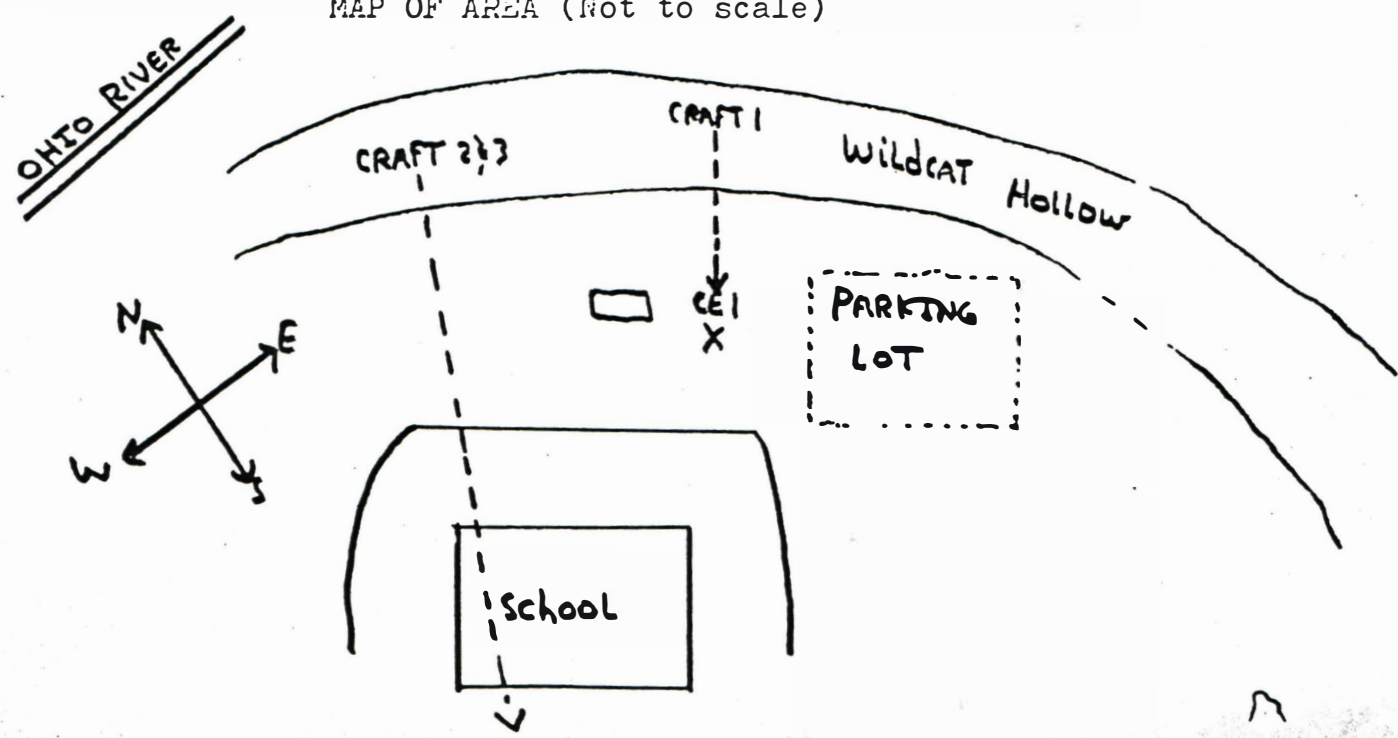 MAP OF AREA (Not to scale)
OHIO RIVER
CRAFT 1
CRAFT 2&3
Wildcat Hollow
N
E
W
S
CE1
X
PARKING
LOT
School